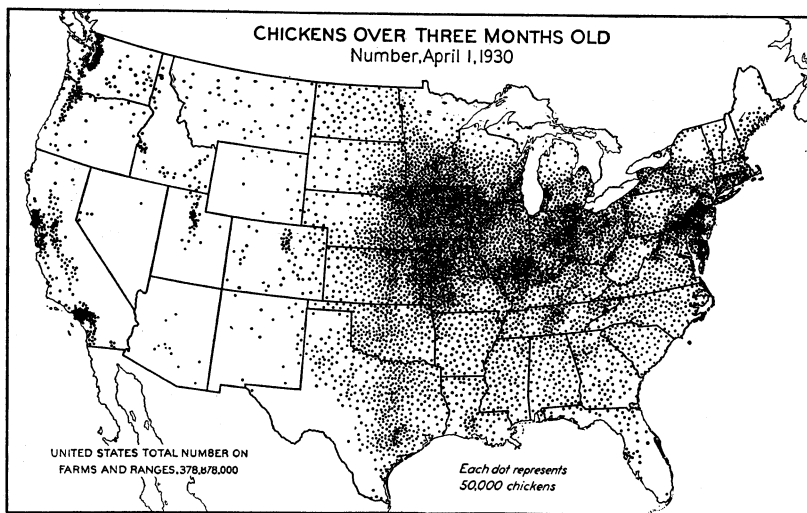 CHICKENS OVER THREE MONTHS OLD
Number, April 1, 1930
UNITED STATES TOTAL NUMBER ON
FARMS AND RANGES, 378,878,000
Each dot represents
50,000 chickens